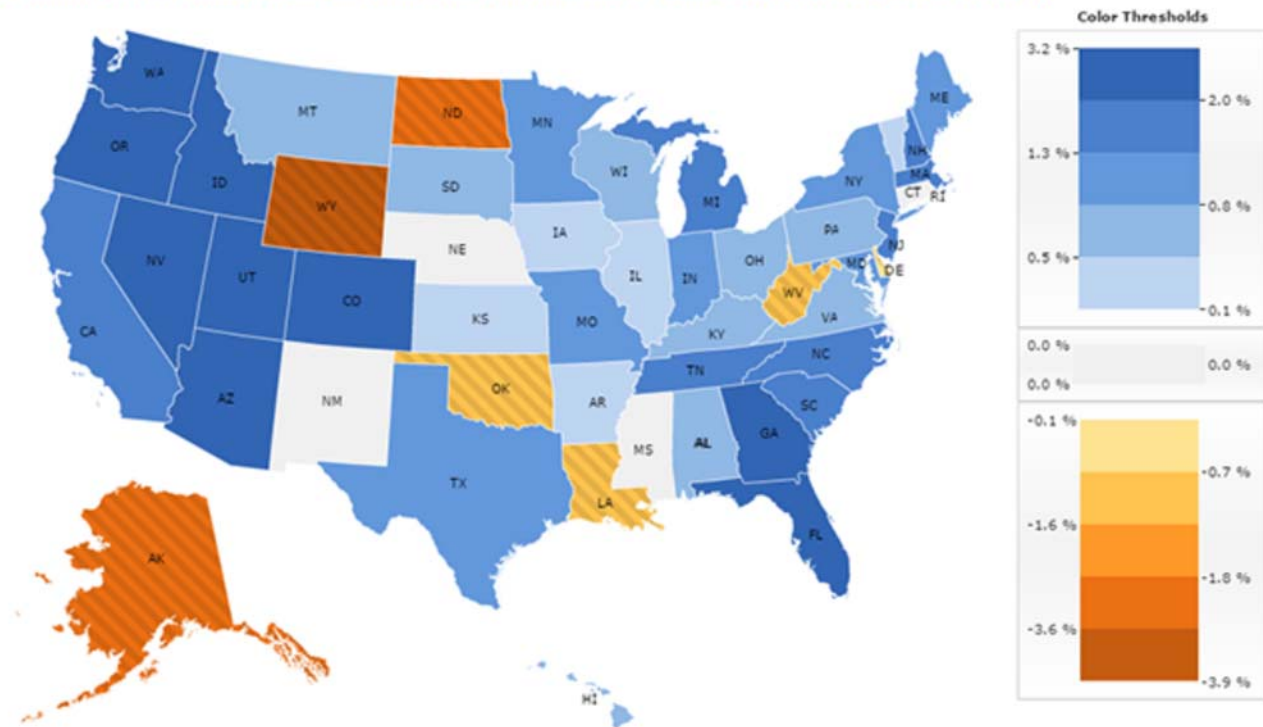 Color Thresholds
3.2 %
2.0 %
1.3 %
0.8 %
0.5 %
0.1 %
0.0 %
0.0 %
0.0 %
-0.1 %
-0.7 %
-1.6 %
-1.8 %
-3.6 %
-3.9 %
WA
MT
ND
MN
ME
OR
ID
WY
SD
WI
MI
NY
NH
MA
CT
RI
NV
UT
CO
NE
IA
IL
IN
OH
PA
NJ
MD
DE
CA
KS
MO
KY
WV
VA
AZ
NM
OK
AR
TN
NC
SC
TX
LA
MS
AL
GA
FL
AK
HI